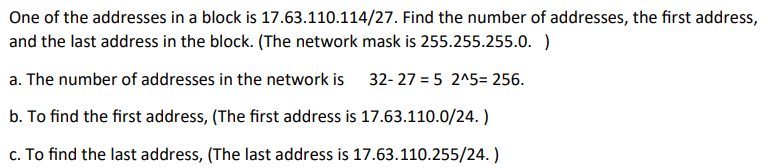 One of the addresses in a block is 17.63.110.114/27. Find the number of addresses, the first address,
and the last address in the block. (The network mask is 255.255.255.0.  )
a. The number of addresses in the network is    32- 27 = 5  2^5= 256.
b. To find the first address, (The first address is 17.63.110.0/24. )
c. To find the last address, (The last address is 17.63.110.255/24. )